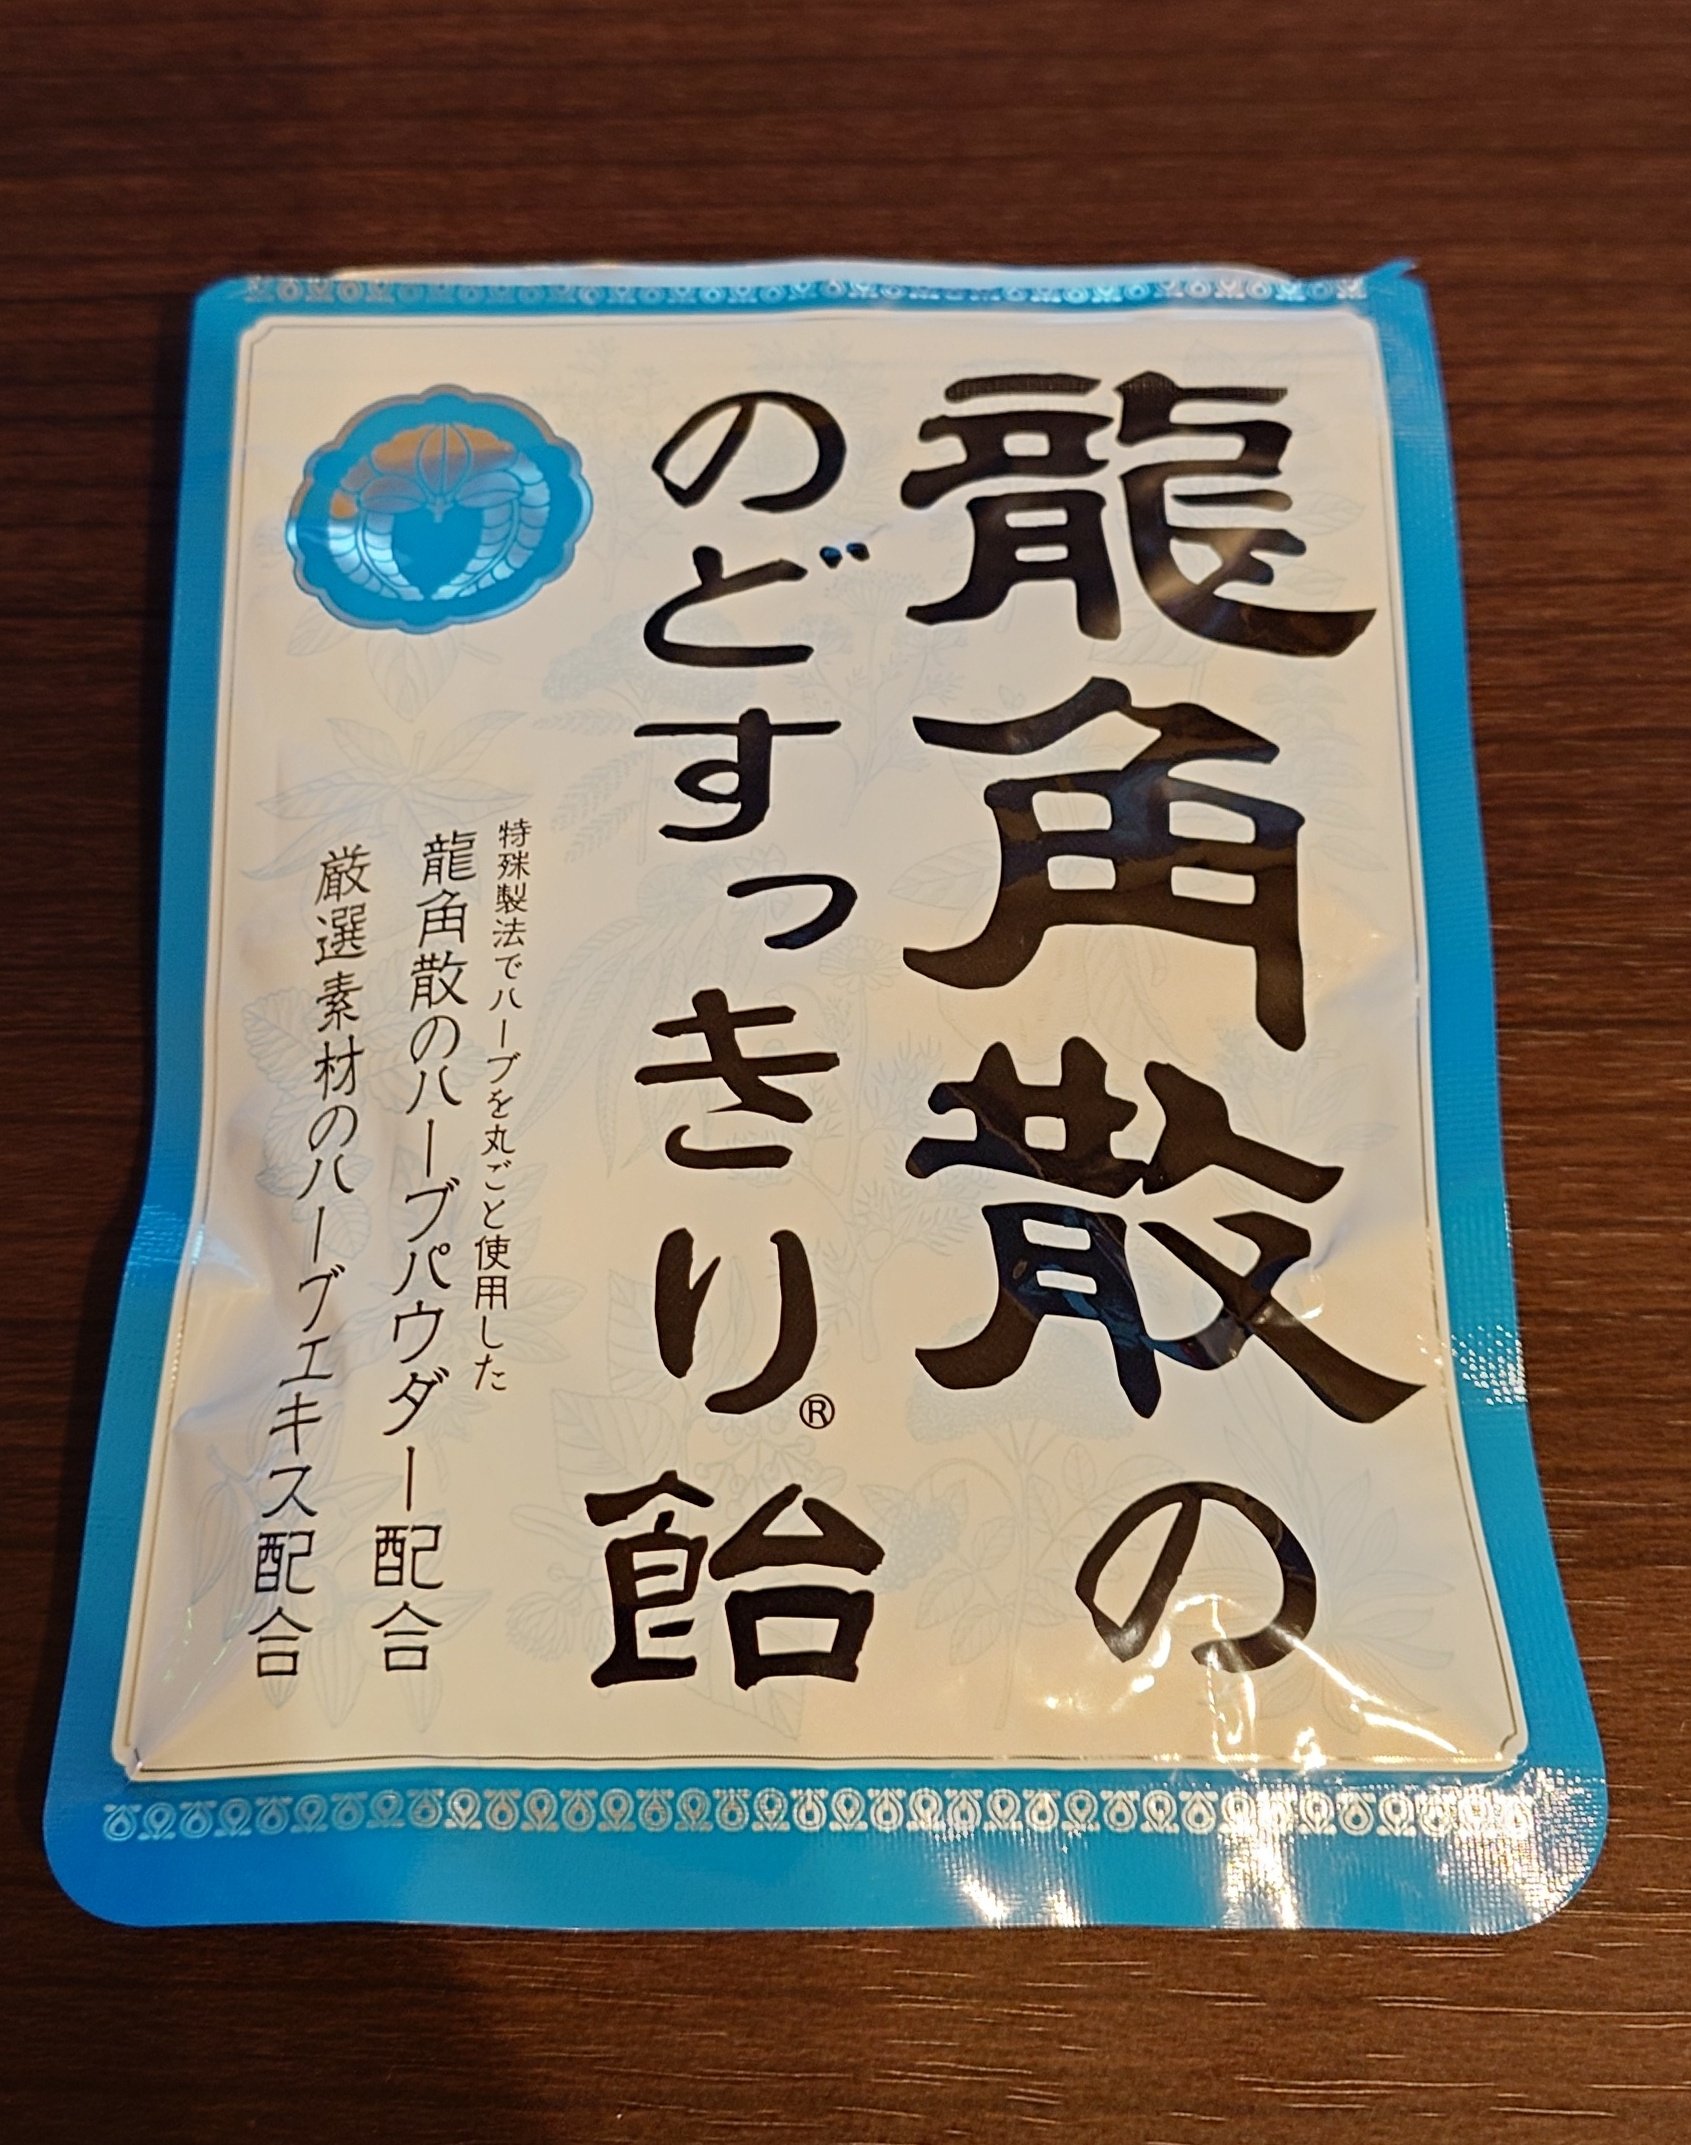 龍角散の
のどすっきり®飴
特殊製法でハーブを丸ごと使用した
龍角散のハーブパウダー配合
厳選素材のハーブエキス配合